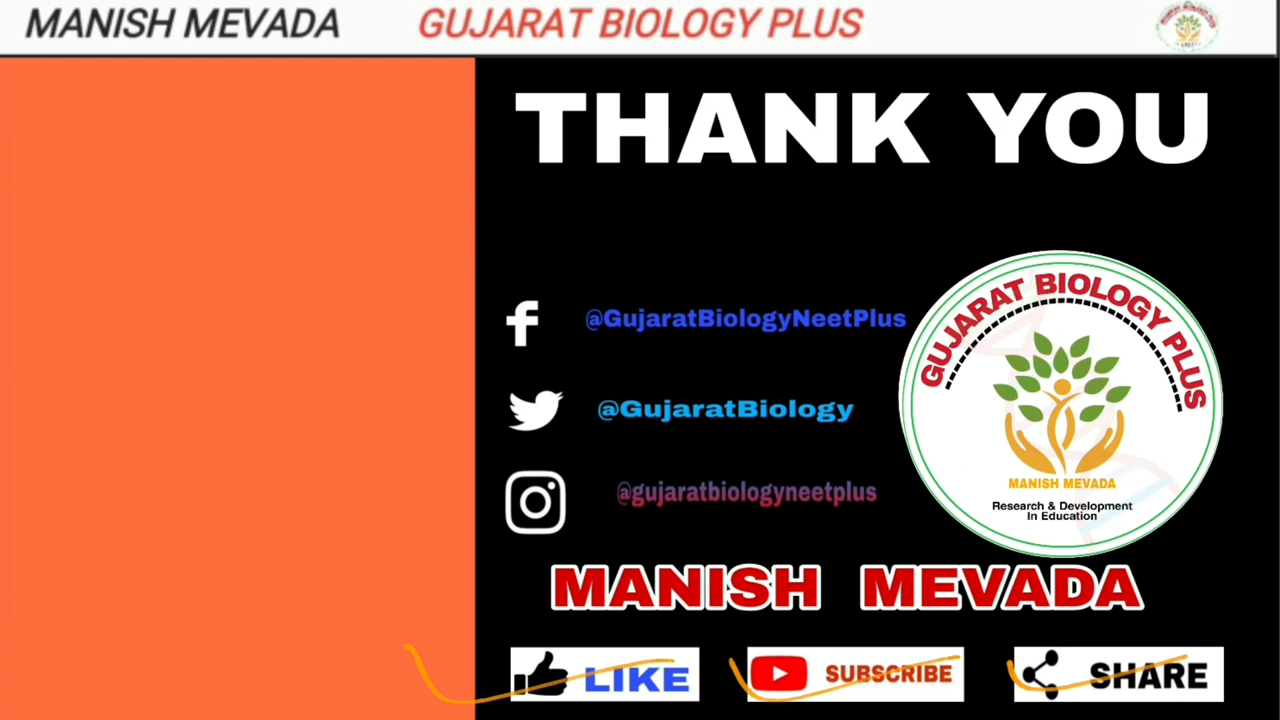 MANISH MEVADA GUJARAT BIOLOGY PLUS
THANK YOU
@GujaratBiologyNeetPlus
@GujaratBiology
@gujaratbiologyneetplus
GUJARAT BIOLOGY PLUS
MANISH MEVADA
Research & Development
In Education
MANISH MEVADA
LIKE SUBSCRIBE SHARE